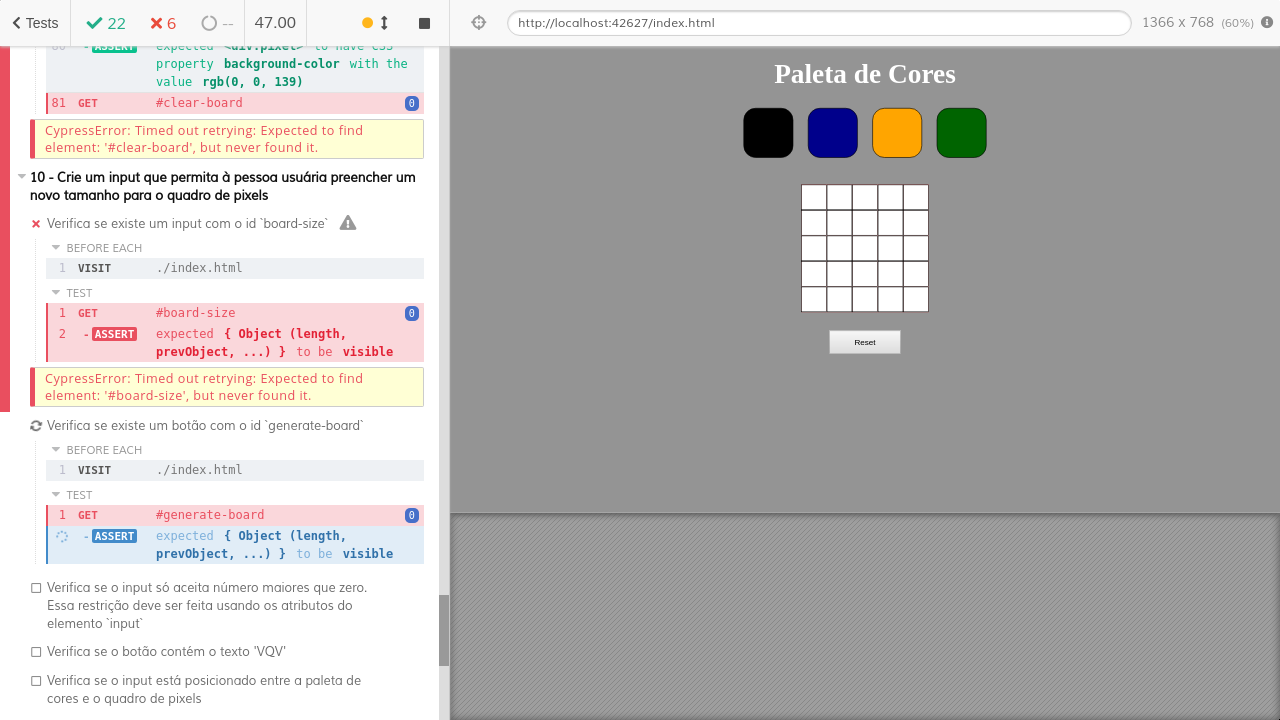 Tests
22
6
--
47.00
http://localhost:42627/index.html
1366 x 768 (60%)
80 -ASSERT expected <div.pixel> to have CSS
property background-color with the
value rgb(0, 0, 139)
81 GET #clear-board 0
CypressError: Timed out retrying: Expected to find
element: '#clear-board', but never found it.
10 - Crie um input que permita à pessoa usuária preencher um
novo tamanho para o quadro de pixels
Verifica se existe um input com o id `board-size`
BEFORE EACH
1 VISIT ./index.html
TEST
1 GET #board-size 0
2 -ASSERT expected { Object (length,
prevObject, ...) } to be visible
CypressError: Timed out retrying: Expected to find
element: '#board-size', but never found it.
Verifica se existe um botão com o id `generate-board`
BEFORE EACH
1 VISIT ./index.html
TEST
1 GET #generate-board 0
-ASSERT expected { Object (length,
prevObject, ...) } to be visible
Verifica se o input só aceita número maiores que zero.
Essa restrição deve ser feita usando os atributos do
elemento `input`
Verifica se o botão contém o texto 'VQV'
Verifica se o input está posicionado entre a paleta de
cores e o quadro de pixels
Paleta de Cores
Reset